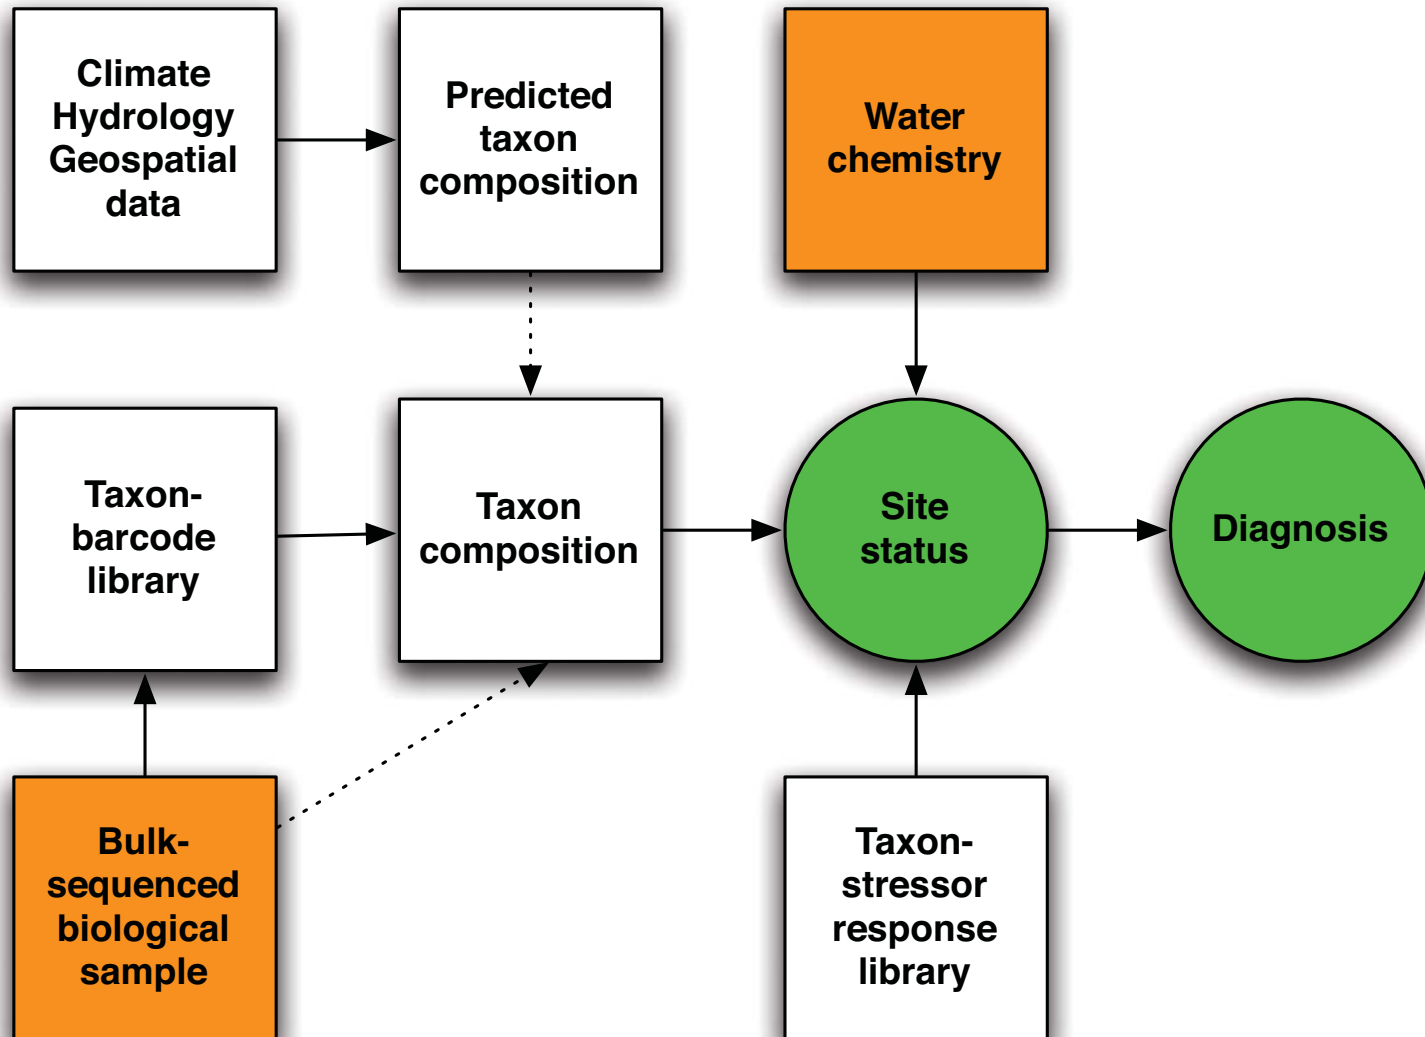 Climate
Hydrology
Geospatial
data
Predicted
taxon
composition
Water
chemistry
Taxon-
barcode
library
Taxon
composition
Site
status
Diagnosis
Bulk-
sequenced
biological
sample
Taxon-
stressor
response
library